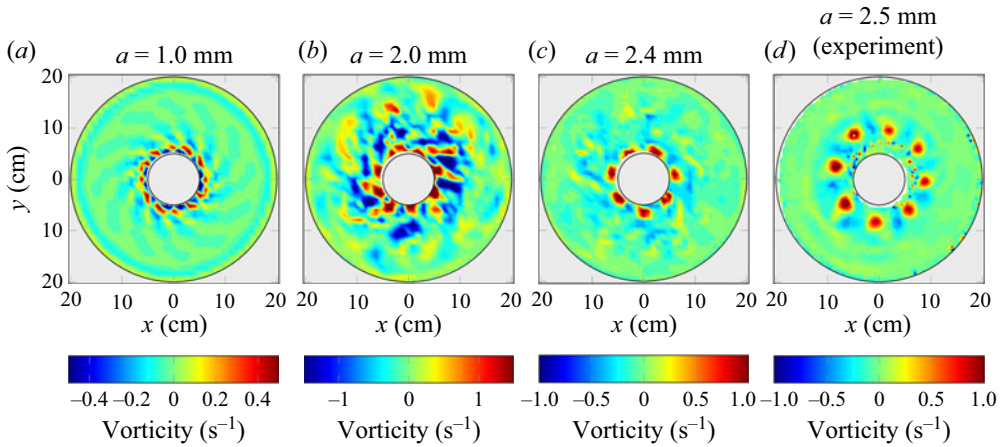 (a)
a = 1.0 mm
(b)
a = 2.0 mm
(c)
a = 2.4 mm
(d)
a = 2.5 mm
(experiment)
y (cm)
20
10
0
10
20
20 10 0 10 20
x (cm)
20 10 0 10 20
x (cm)
20 10 0 10 20
x (cm)
20 10 0 10 20
x (cm)
–0.4 –0.2 0 0.2 0.4
Vorticity (s–1)
–1 0 1
Vorticity (s–1)
–1.0 –0.5 0 0.5 1.0
Vorticity (s–1)
–1.0 –0.5 0 0.5 1.0
Vorticity (s–1)